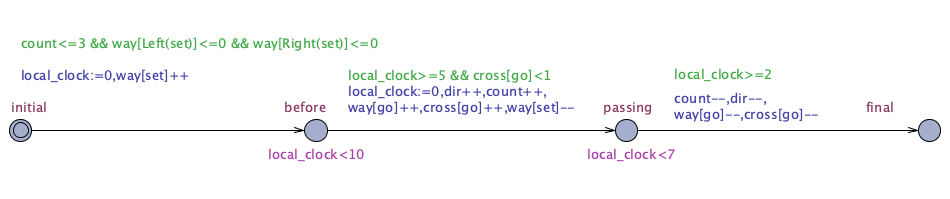 count<=3 && way[Left(set)]<=0 && way[Right(set)]<=0
local_clock:=0,way[set]++
local_clock>=5 && cross[go]<1
local_clock:=0,dir++,count++,
way[go]++,cross[go]++,way[set]--
local_clock>=2
count--,dir--,
way[go]--,cross[go]--
initial
before
passing
final
local_clock<10
local_clock<7